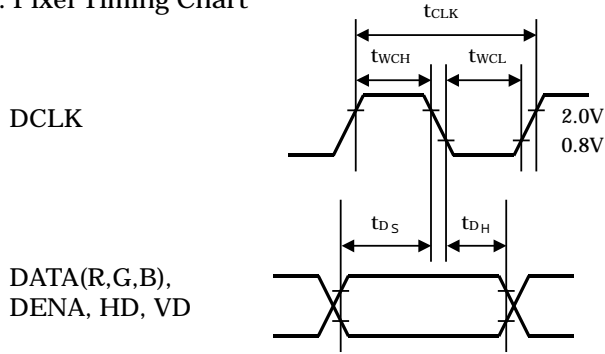 . Pixel Timing Chart
tCLK
tWCH tWCL
DCLK
2.0V
0.8V
tDS tDH
DATA(R,G,B),
DENA, HD, VD